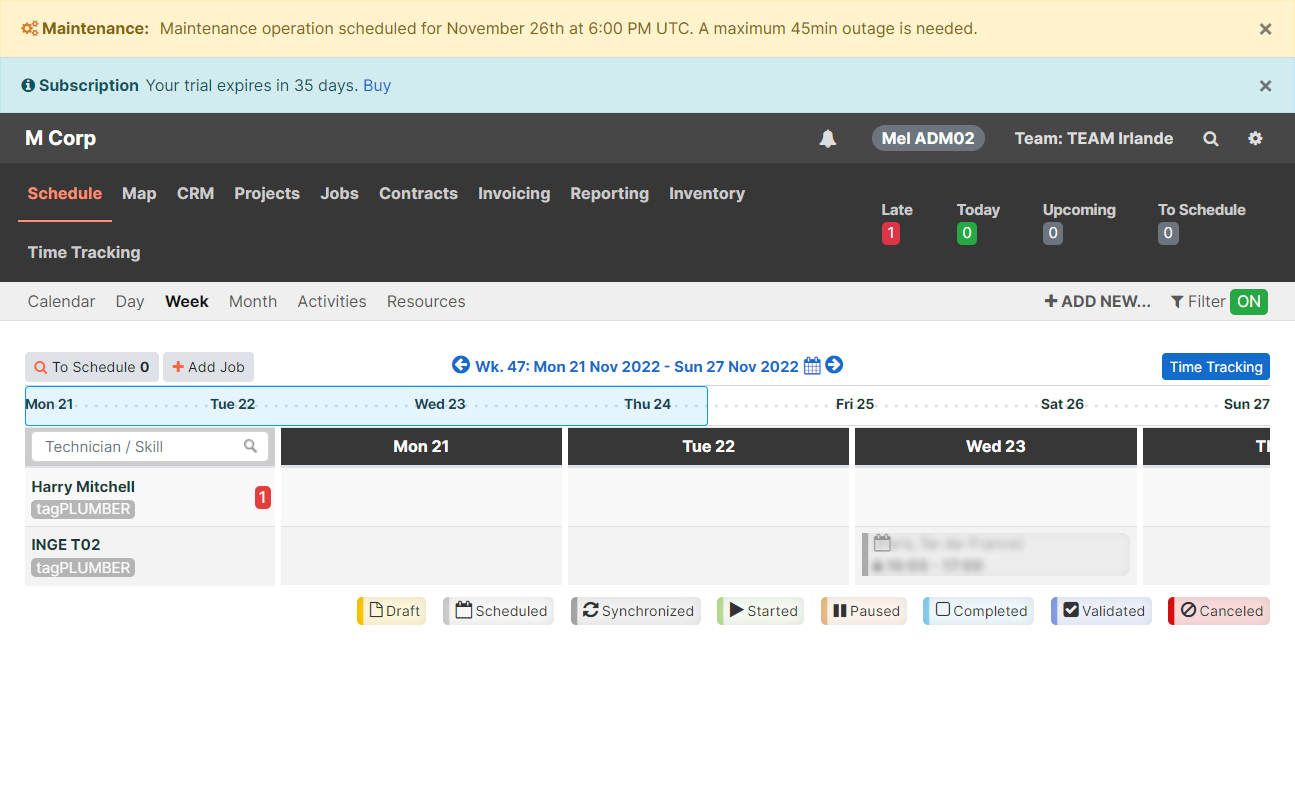 Maintenance: Maintenance operation scheduled for November 26th at 6:00 PM UTC. A maximum 45min outage is needed. ×
Subscription Your trial expires in 35 days. Buy ×
M Corp Mel ADM02 Team: TEAM Irlande
Schedule Map CRM Projects Jobs Contracts Invoicing Reporting Inventory
Late Today Upcoming To Schedule
1 0 0 0
Time Tracking
Calendar Day Week Month Activities Resources + ADD NEW... Filter ON
To Schedule 0 + Add Job Wk. 47: Mon 21 Nov 2022 - Sun 27 Nov 2022 Time Tracking
Mon 21 Tue 22 Wed 23 Thu 24 Fri 25 Sat 26 Sun 27
Technician / Skill Mon 21 Tue 22 Wed 23
Harry Mitchell
1
tagPLUMBER
INGE T02
tagPLUMBER
Draft Scheduled Synchronized Started Paused Completed Validated Canceled